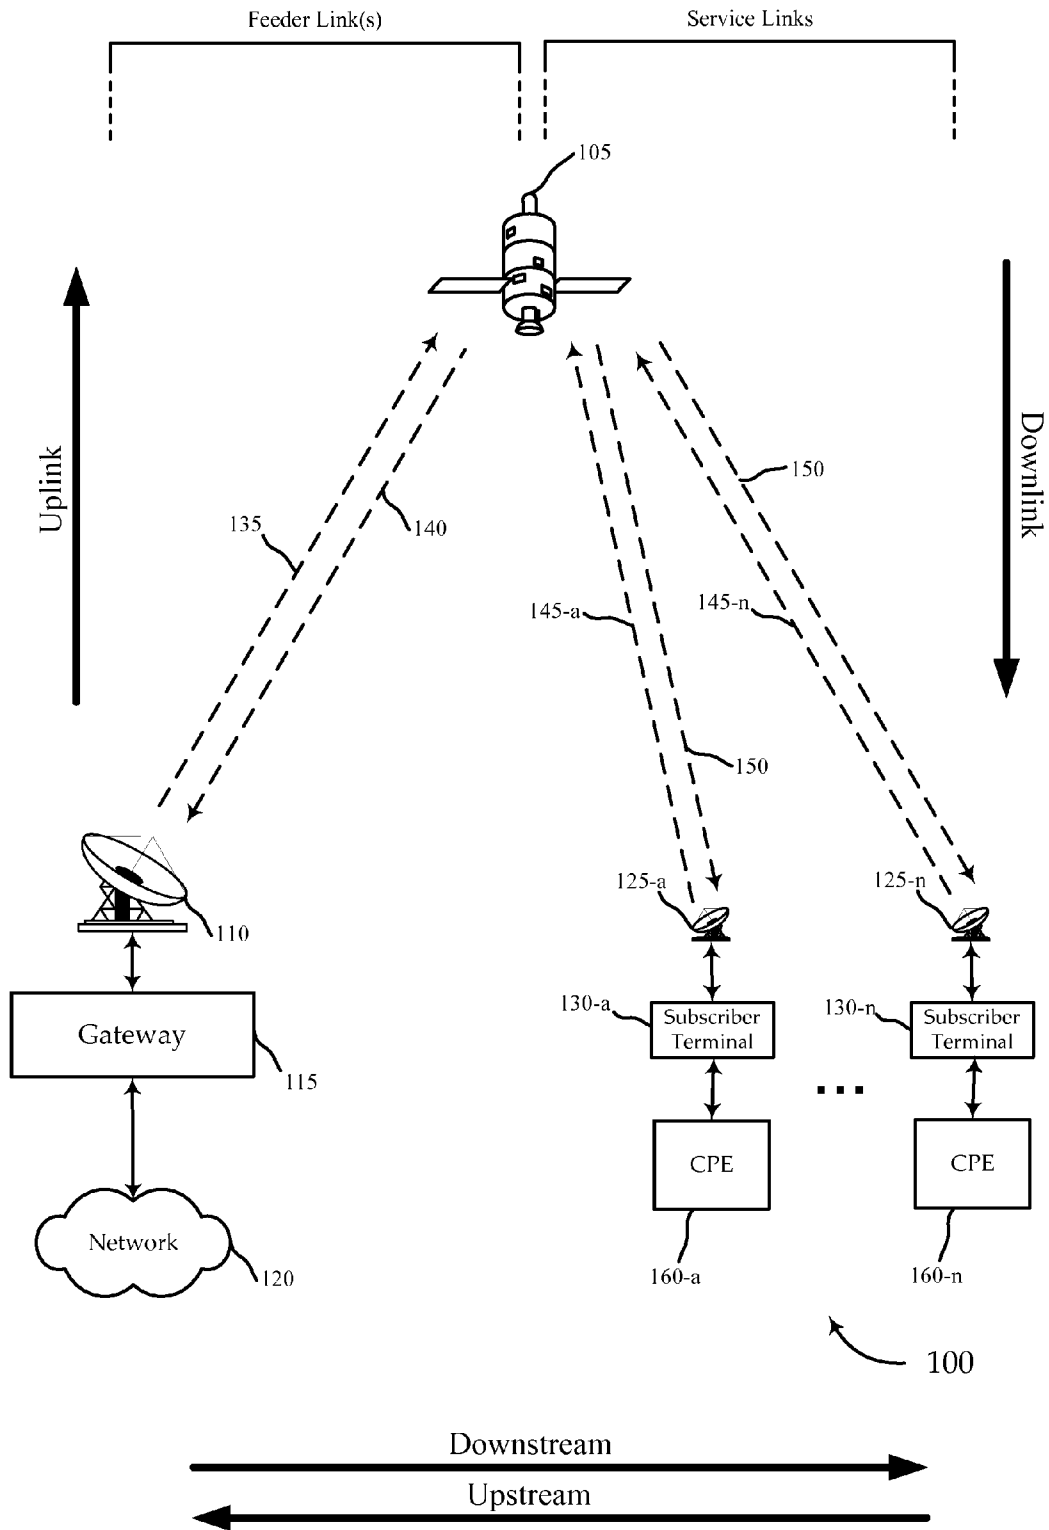 Feeder Link(s)
Service Links
105
Uplink
Downlink
150
135
140
145-a
145-n
150
125-a
125-n
110
130-a
Subscriber
Terminal
130-n
Subscriber
Terminal
Gateway
115
...
CPE
CPE
Network
120
160-a
160-n
100
Downstream
Upstream